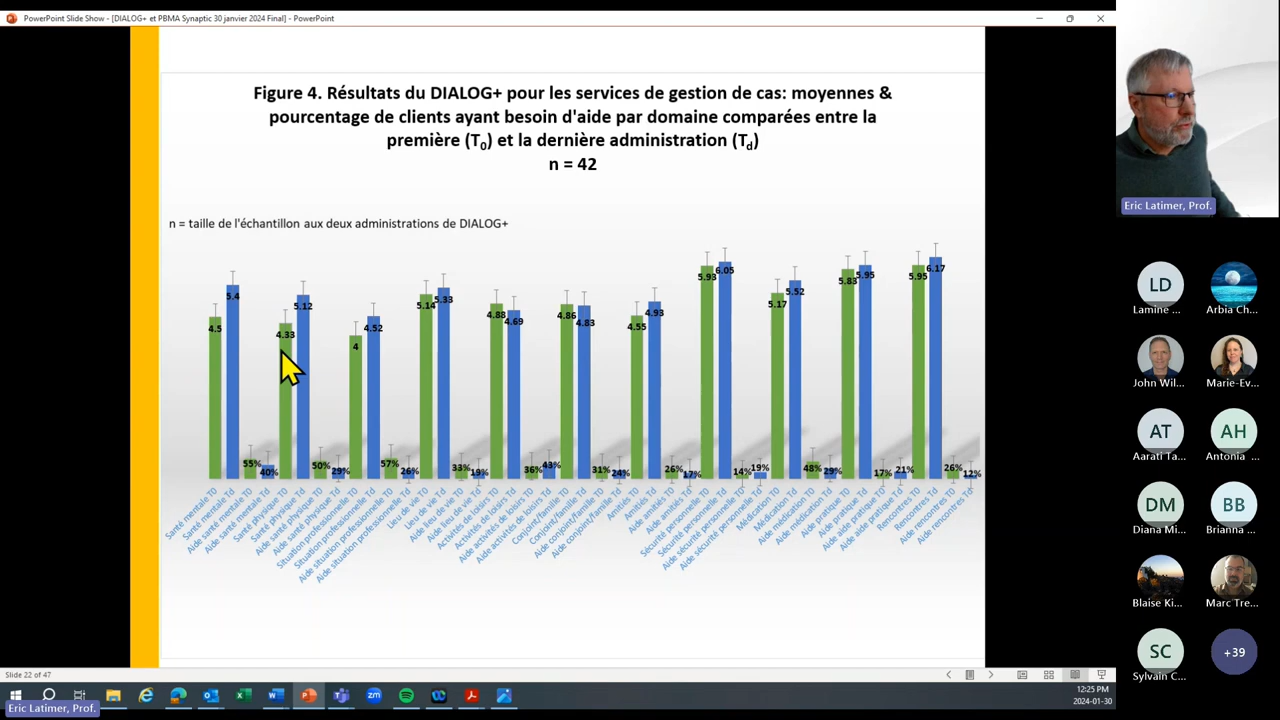 PowerPoint Slide Show - [DIALOG+ et PBMA Synaptic 30 janvier 2024 Final] - PowerPoint
Figure 4. Résultats du DIALOG+ pour les services de gestion de cas: moyennes &
pourcentage de clients ayant besoin d'aide par domaine comparées entre la
première (T0) et la dernière administration (Td)
n = 42
n = taille de l'échantillon aux deux administrations de DIALOG+
4.5 5.4 55% 40% 4.33 5.12 50% 29% 4 4.52 57% 26% 5.14 5.33 33% 19% 4.88 4.69 36% 43% 4.86 4.83 31% 24% 4.55 4.93 26% 17% 5.93 6.05 14% 19% 5.17 5.52 48% 29% 5.83 5.95 17% 21% 5.95 6.17 26% 12%
Santé mentale T0
Santé mentale Td
Aide santé mentale T0
Aide santé mentale Td
Santé physique T0
Santé physique Td
Aide santé physique T0
Aide santé physique Td
Situation professionnelle T0
Situation professionnelle Td
Aide situation professionnelle T0
Aide situation professionnelle Td
Lieu de vie T0
Lieu de vie Td
Aide lieu de vie T0
Aide lieu de vie Td
Activités de loisirs T0
Activités de loisirs Td
Aide activités de loisirs T0
Aide activités de loisirs Td
Conjoint/famille T0
Conjoint/famille Td
Aide conjoint/famille T0
Aide conjoint/famille Td
Amitiés T0
Amitiés Td
Aide amitiés T0
Aide amitiés Td
Sécurité personnelle T0
Sécurité personnelle Td
Aide sécurité personnelle T0
Aide sécurité personnelle Td
Médication T0
Médication Td
Aide médication T0
Aide médication Td
Aide pratique T0
Aide pratique Td
Aide aide pratique T0
Aide aide pratique Td
Rencontres T0
Rencontres Td
Aide rencontres T0
Aide rencontres Td
Slide 22 of 47
12:25 PM
2024-01-30
Eric Latimer, Prof.
Eric Latimer, Prof.
LD
Lamine ...
Arbia Ch...
John Wil...
Marie-Ev...
AT
Aarati Ta...
AH
Antonia ...
DM
Diana Mi...
BB
Brianna ...
Blaise Ki...
Marc Tre...
SC
Sylvain C...
+39